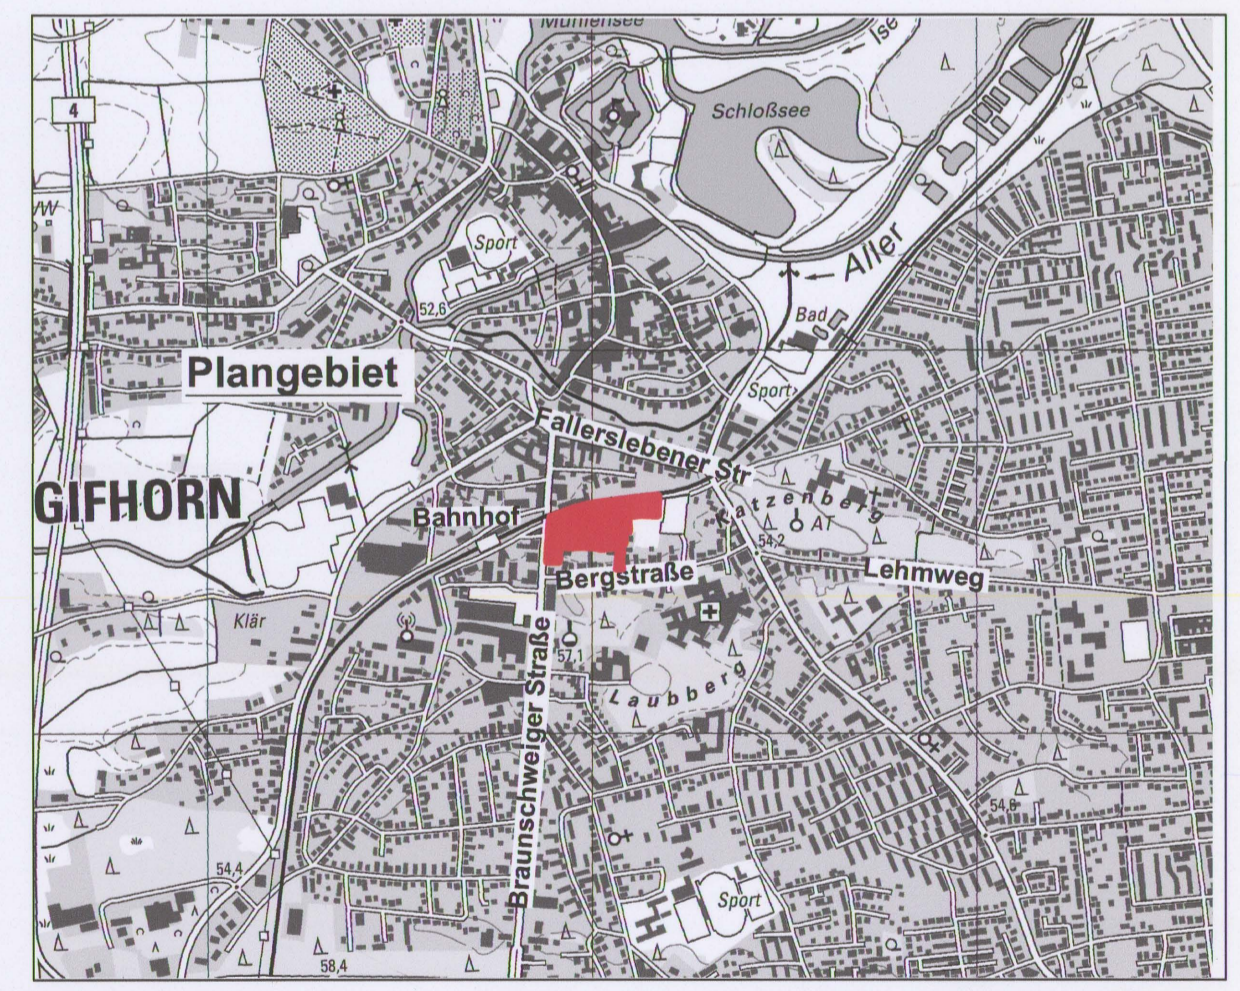 Mühlensee
Ise
4
Schloßsee
Aller
Sport
52,6
Bad
Plangebiet
Sport
Fallerslebener Str
GIFHORN
Bahnhof
Katzenberg
AT
54,2
Bergstraße
Lehmweg
Klär
57,1
Laubberg
Braunschweiger Straße
54,6
54,4
Sport
58,4